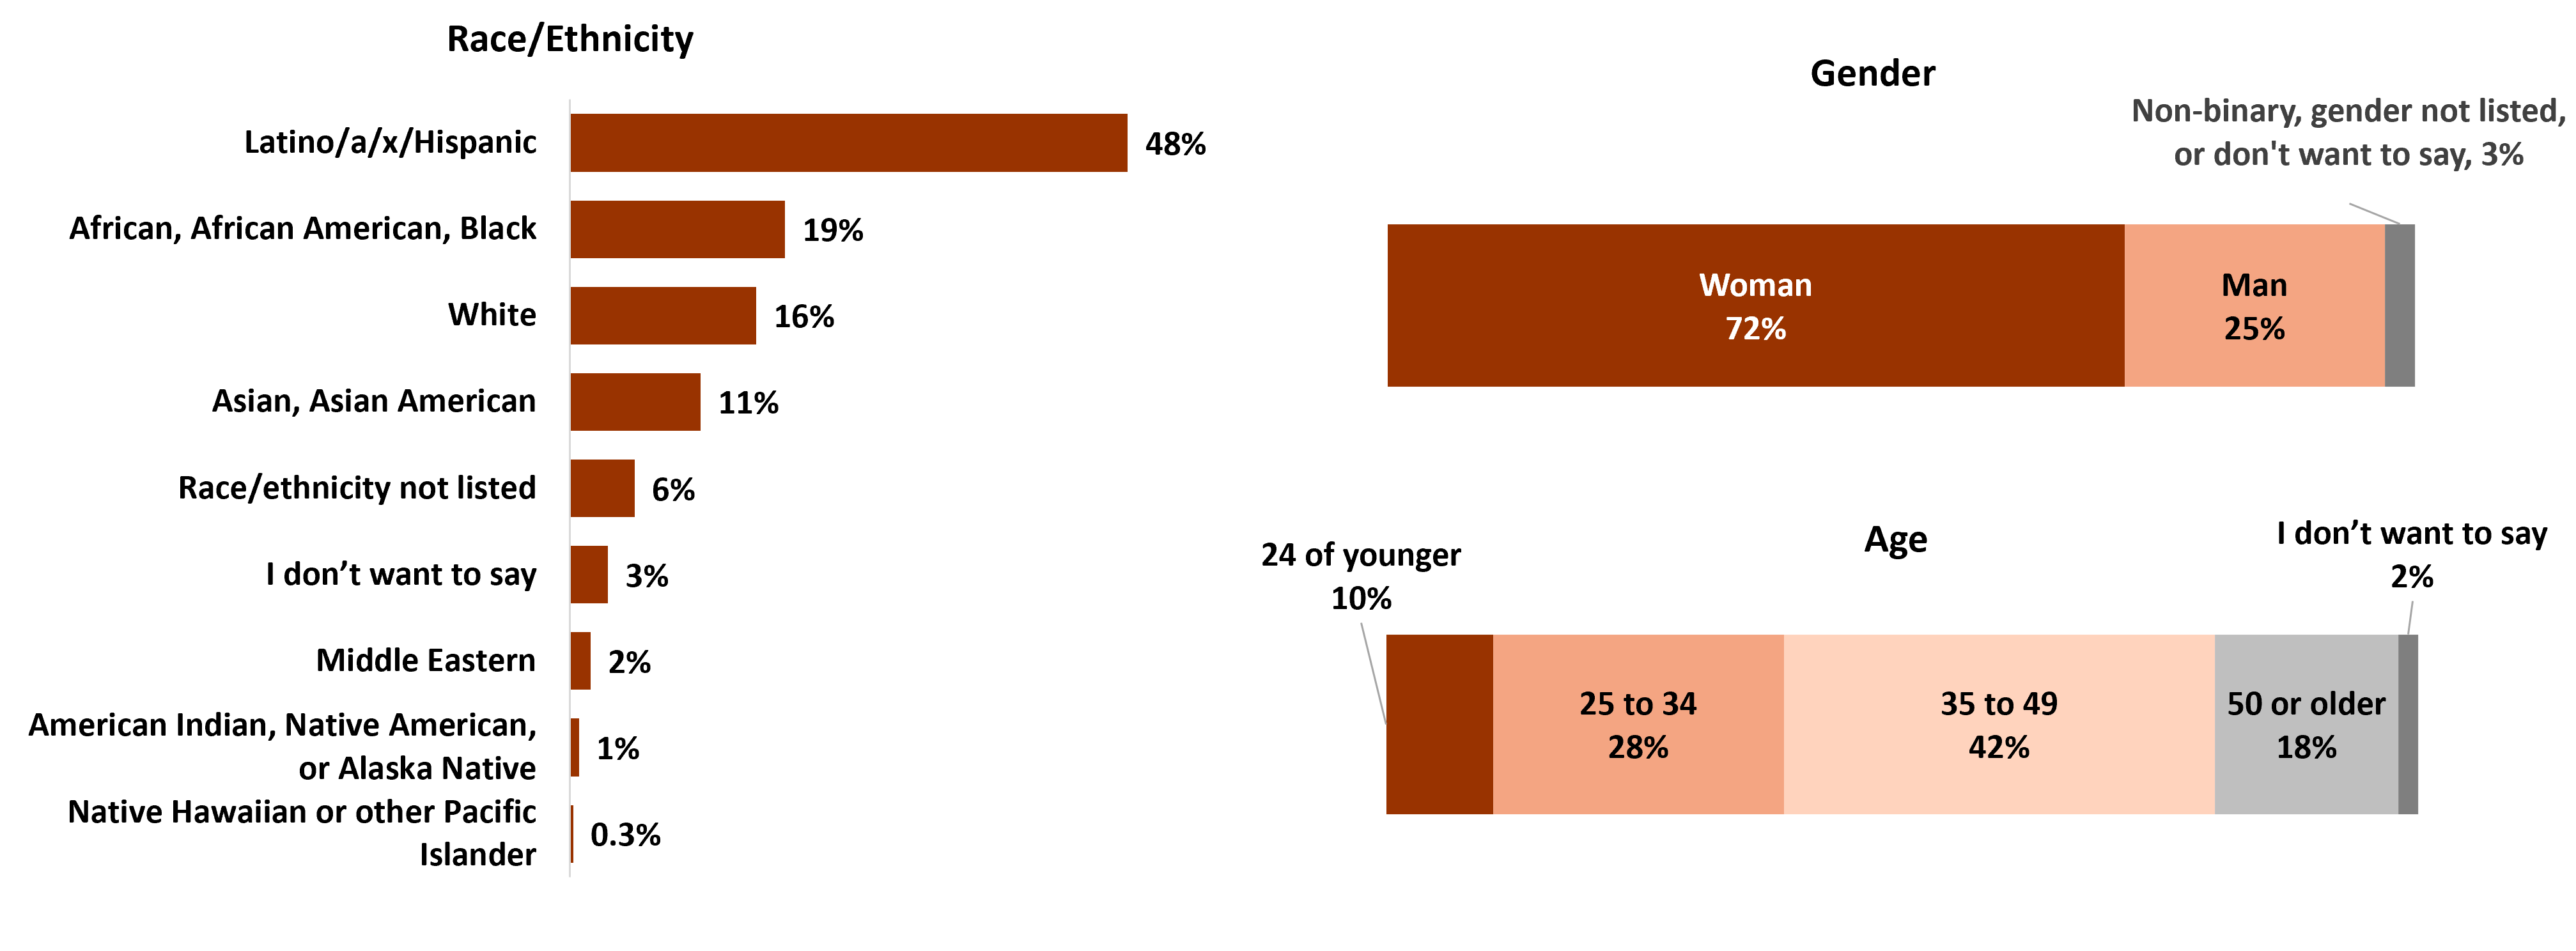 Race/Ethnicity
Latino/a/x/Hispanic
48%
African, African American, Black
19%
White
16%
Asian, Asian American
11%
Race/ethnicity not listed
6%
I don’t want to say
3%
Middle Eastern
2%
American Indian, Native American,
or Alaska Native
1%
Native Hawaiian or other Pacific
Islander
0.3%
Gender
Non-binary, gender not listed,
or don't want to say, 3%
Woman
72%
Man
25%
Age
24 of younger
10%
25 to 34
28%
35 to 49
42%
50 or older
18%
I don’t want to say
2%